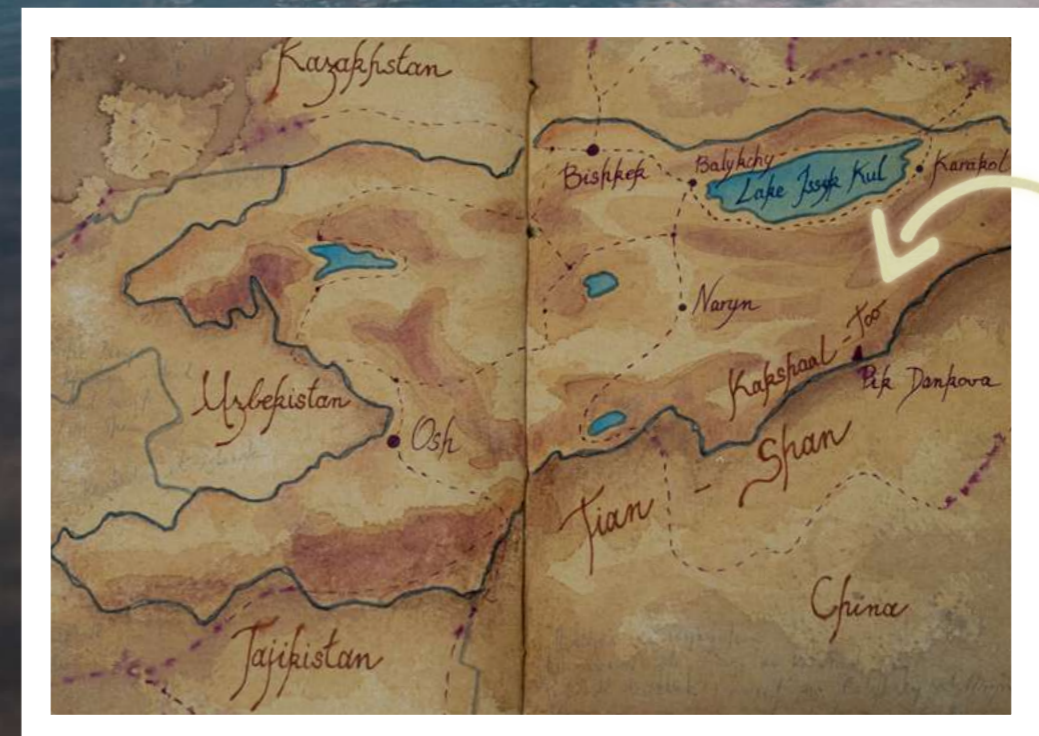 Kazakhstan
Bishkek
Balykchy
Lake Issyk Kul
Karakol
Naryn
Uzbekistan
Osh
Kakshaal - Too
Pik Dankova
Tian - Shan
China
Tajikistan